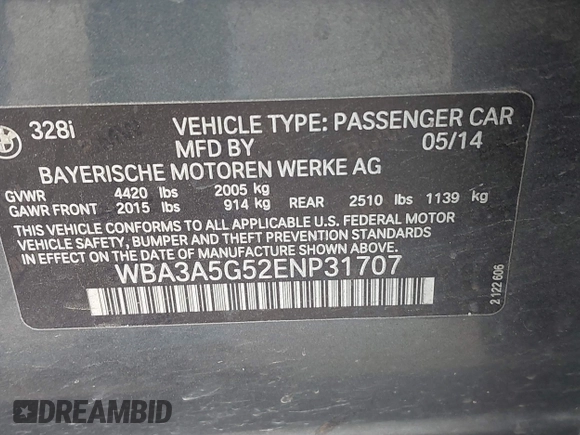 328i VEHICLE TYPE: PASSENGER CAR
MFD BY 05/14
BAYERISCHE MOTOREN WERKE AG
GVWR 4420 lbs 2005 kg
GAWR FRONT 2015 lbs 914 kg REAR 2510 lbs 1139 kg
THIS VEHICLE CONFORMS TO ALL APPLICABLE U.S. FEDERAL MOTOR
VEHICLE SAFETY, BUMPER AND THEFT PREVENTION STANDARDS
IN EFFECT ON THE DATE OF MANUFACTURE SHOWN ABOVE.
WBA3A5G52ENP31707
2 122 606
DREAMBID